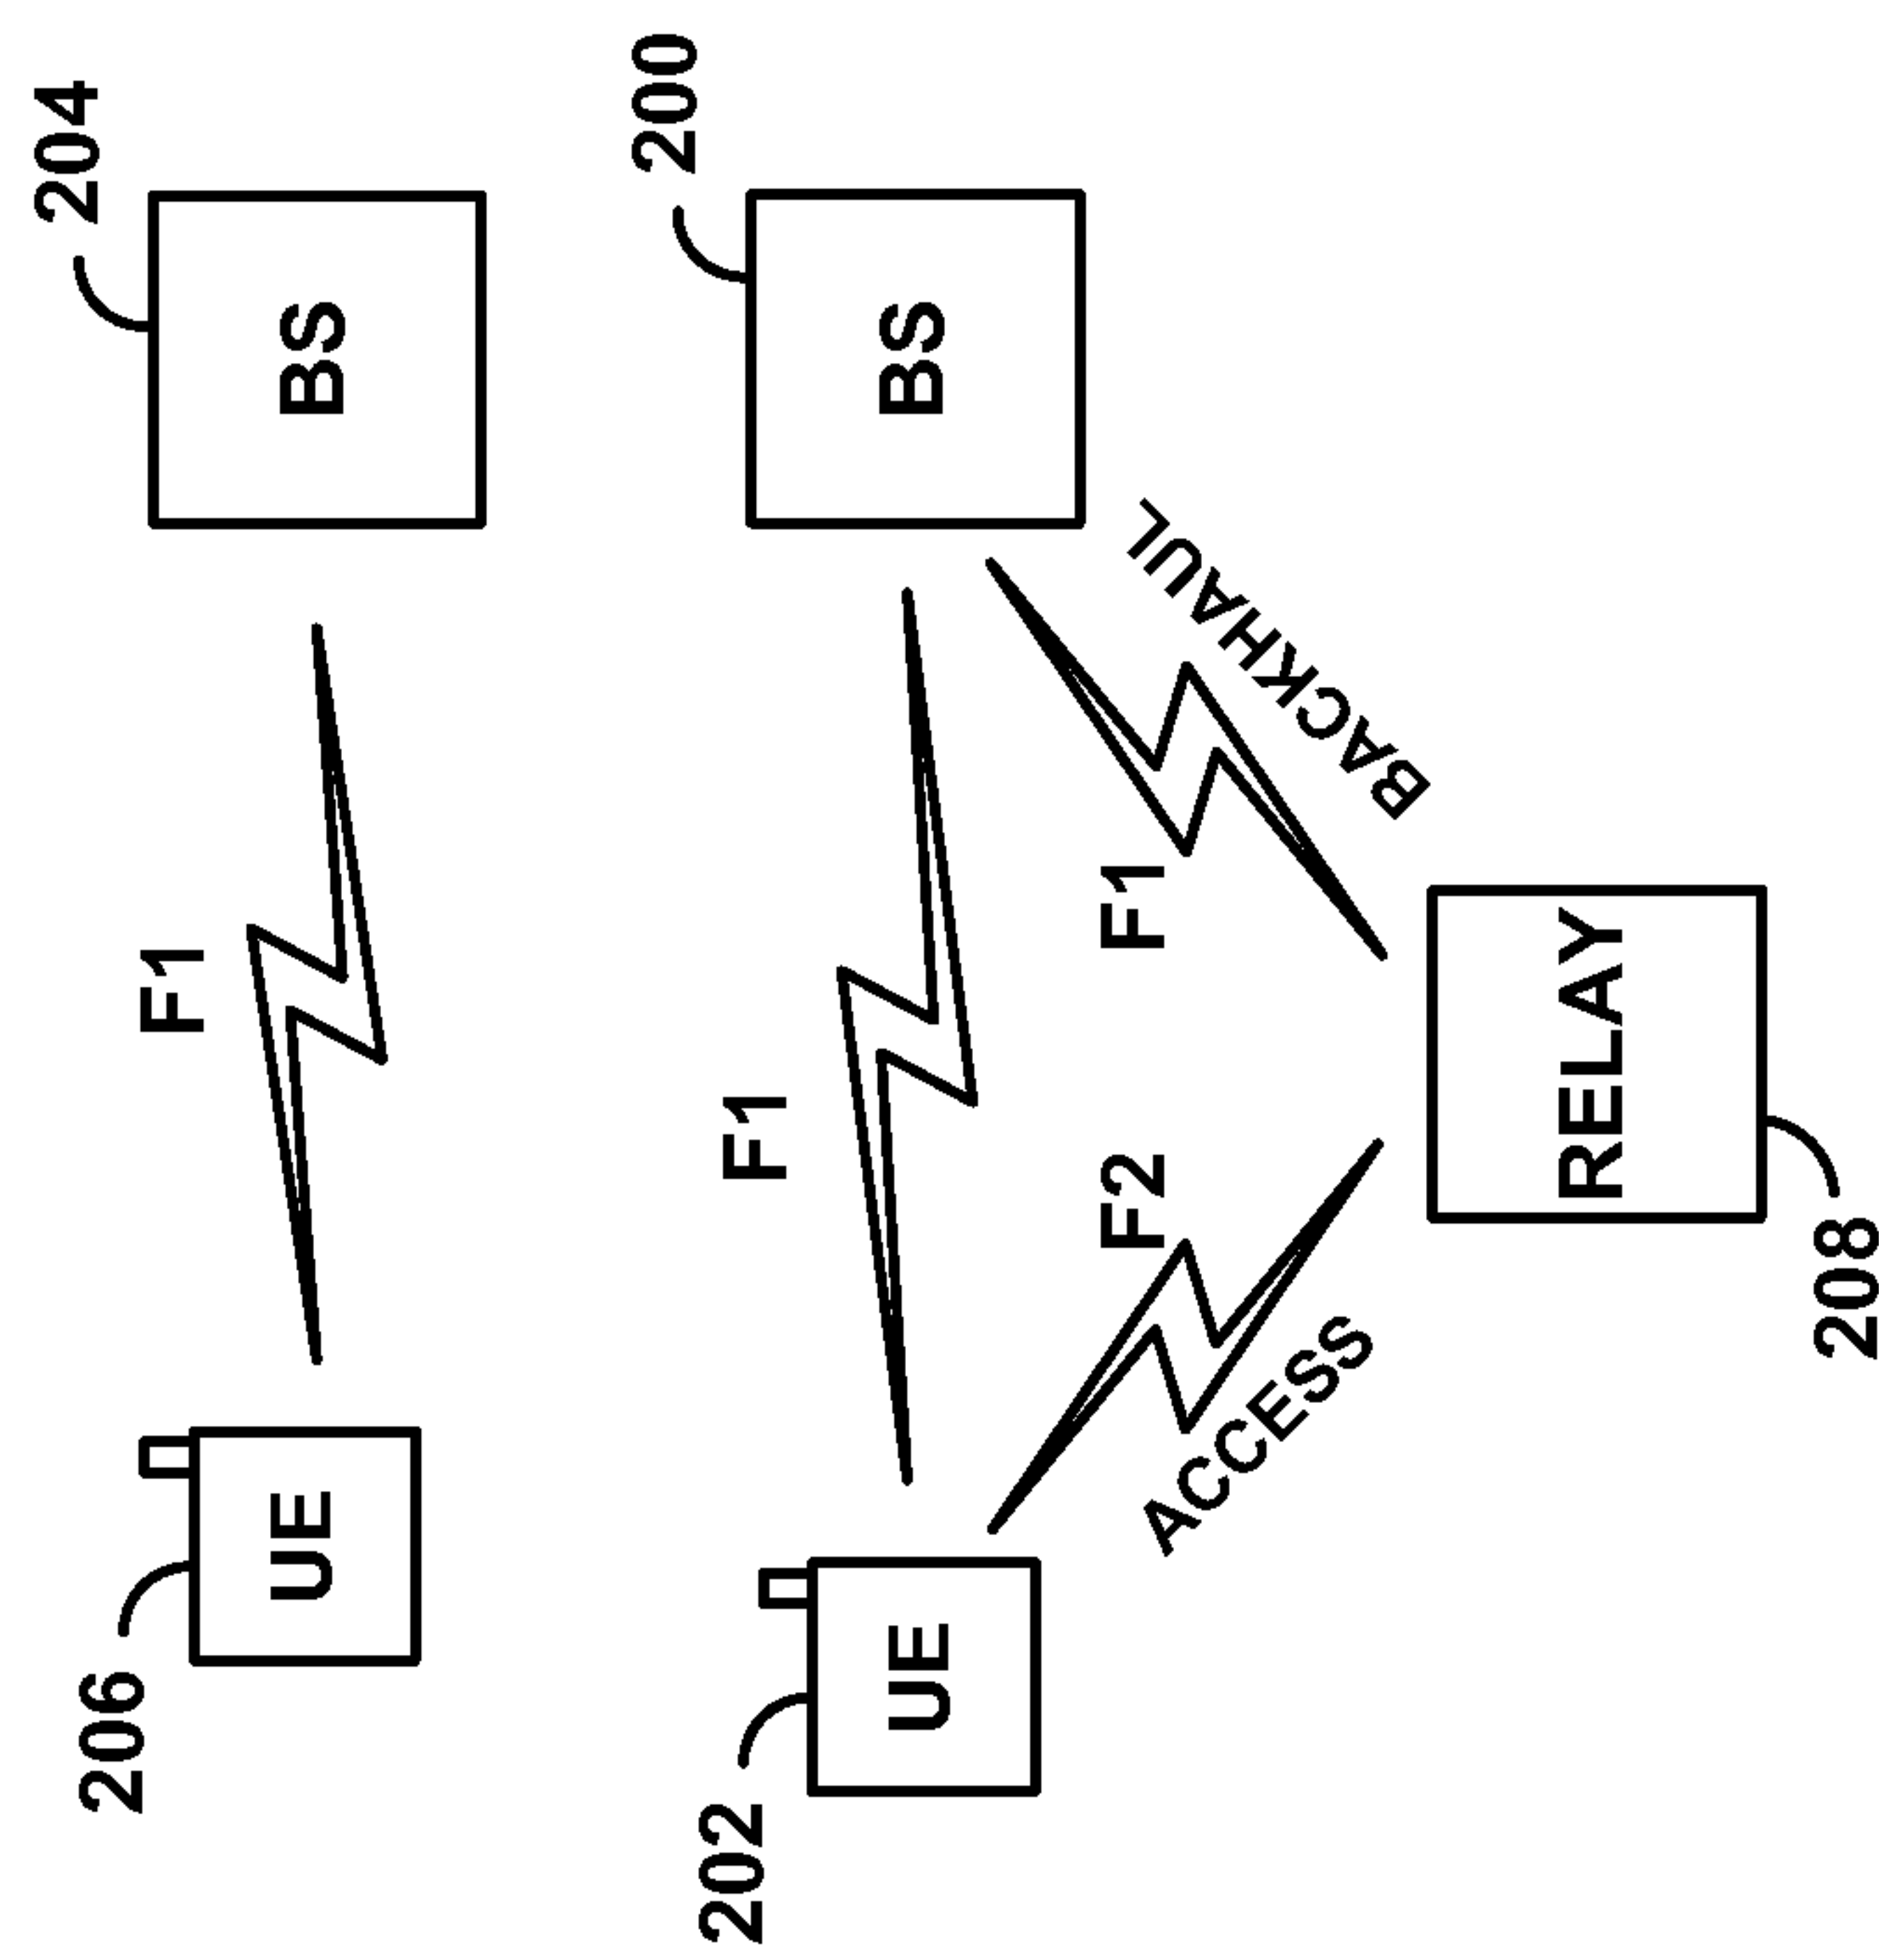 204
206
F1
UE
BS
200
202
F1
UE
BS
F2
F1
ACCESS
BACKHAUL
RELAY
208